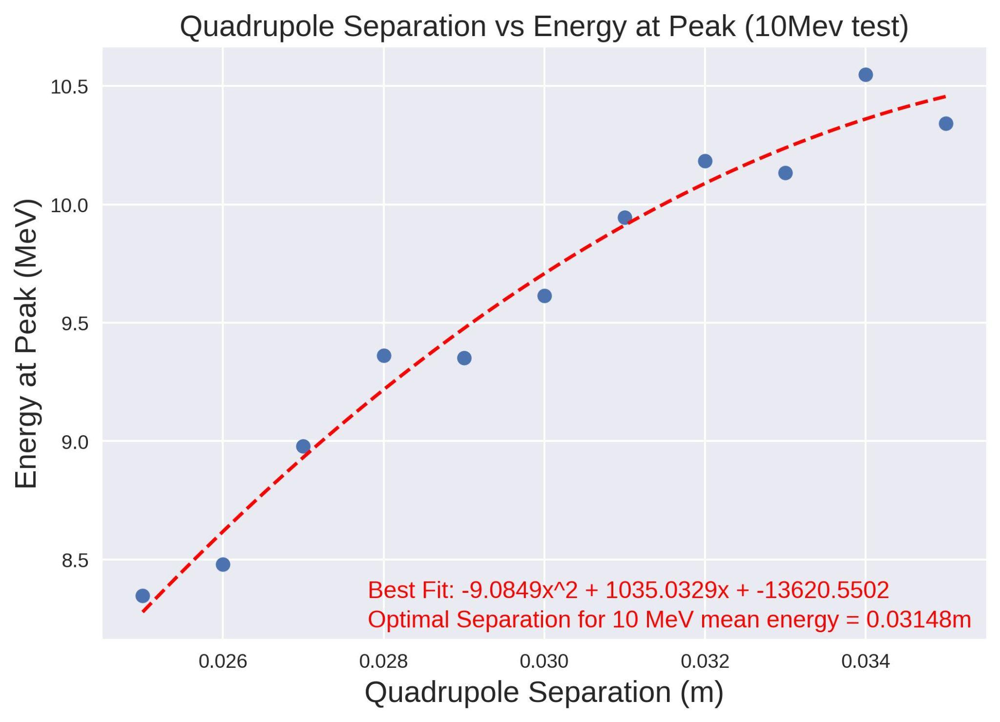 Quadrupole Separation vs Energy at Peak (10Mev test)
Energy at Peak (MeV)
10.5
10.0
9.5
9.0
8.5
Best Fit: -9.0849x^2 + 1035.0329x + -13620.5502
Optimal Separation for 10 MeV mean energy = 0.03148m
0.026
0.028
0.030
0.032
0.034
Quadrupole Separation (m)